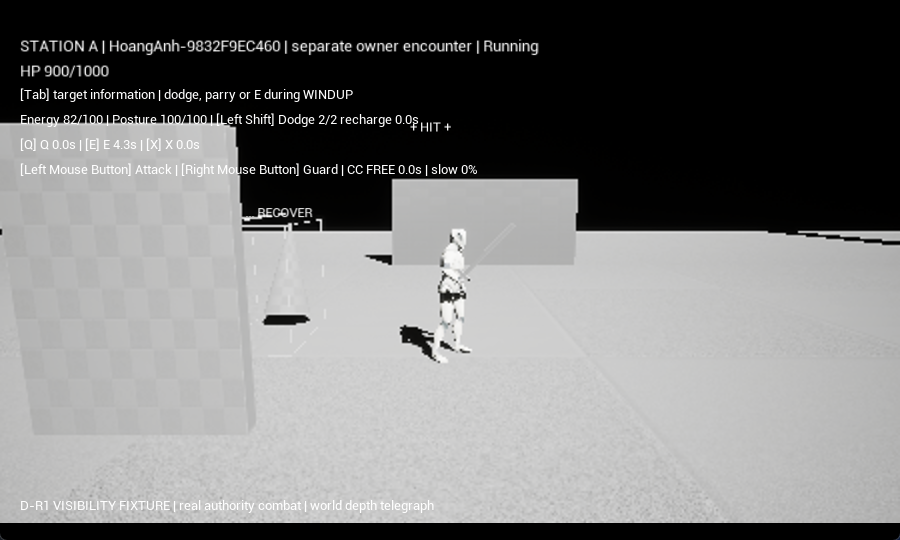 STATION A | HoangAnh-9832F9EC460 | separate owner encounter | Running
HP 900/1000
[Tab] target information | dodge, parry or E during WINDUP
Energy 82/100 | Posture 100/100 | [Left Shift] Dodge 2/2 recharge 0.0s
+ HIT +
[Q] Q 0.0s | [E] E 4.3s | [X] X 0.0s
[Left Mouse Button] Attack | [Right Mouse Button] Guard | CC FREE 0.0s | slow 0%
RECOVER
D-R1 VISIBILITY FIXTURE | real authority combat | world depth telegraph